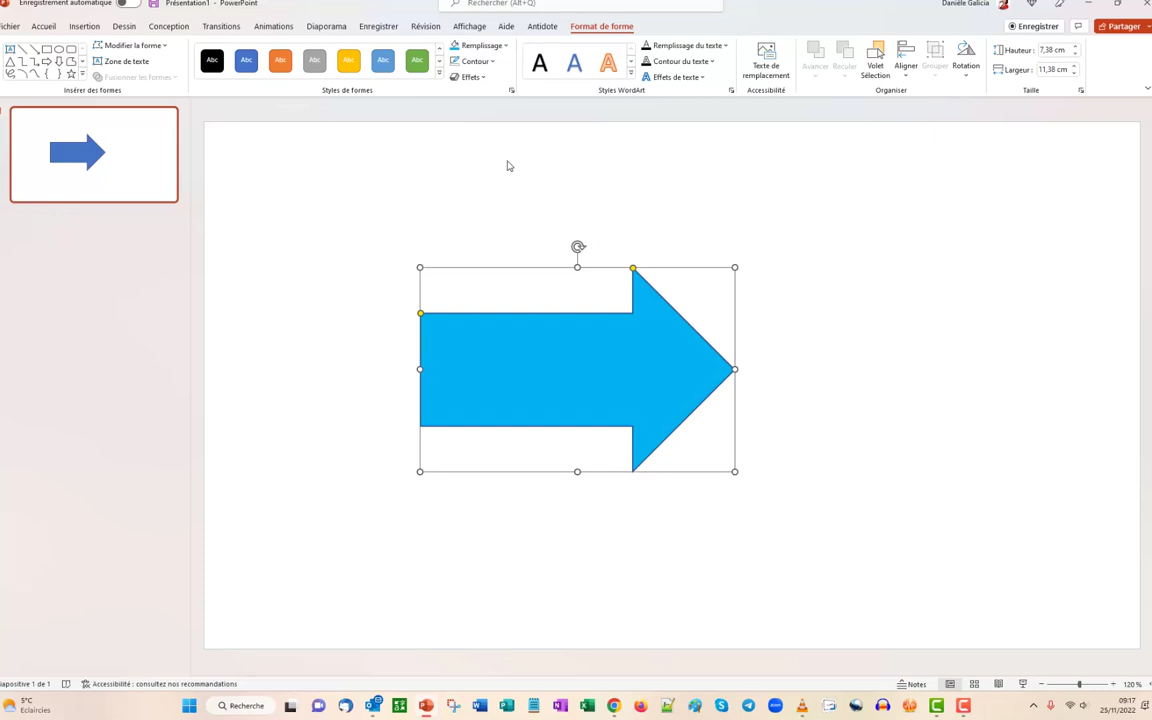 Enregistrement automatique
Présentation1 - PowerPoint
Rechercher (Alt+Q)
Danièle Galicia
Fichier Accueil Insertion Dessin Conception Transitions Animations Diaporama Enregistrer Révision Affichage Aide Antidote Format de forme
Enregistrer Partager
Modifier la forme
Zone de texte
Fusionner les formes
Insérer des formes
Abc Abc Abc Abc Abc Abc Abc
Remplissage
Contour
Effets
Styles de formes
A A A
Remplissage du texte
Contour du texte
Effets de texte
Styles WordArt
Texte de
remplacement
Accessibilité
Avancer Reculer Volet
Sélection
Aligner Grouper Rotation
Organiser
Hauteur : 7,38 cm
Largeur : 11,38 cm
Taille
iapositive 1 de 1
Accessibilité : consultez nos recommandations
Notes
120 %
5°C
Eclaircies
Recherche
09:17
25/11/2022